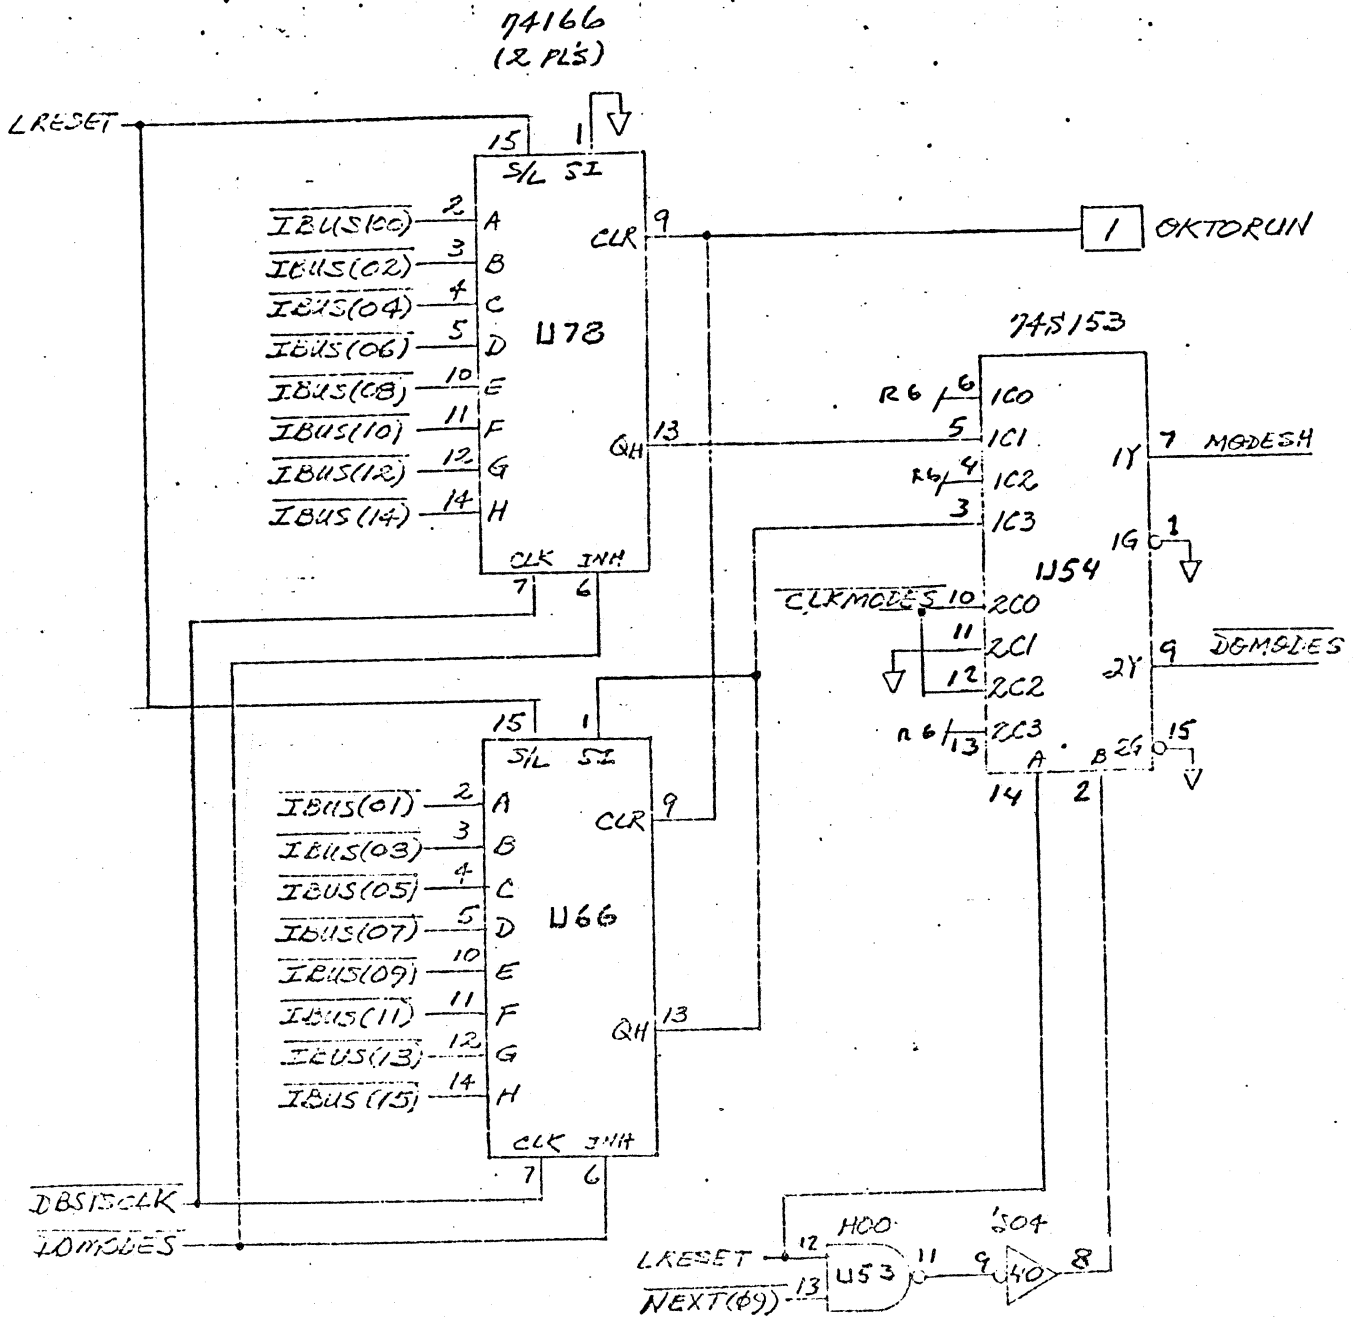 74166
(2 PL'S)
LRESET
15 1
S/L SI
IBUS(00) 2 A
CLR 9
1 OKTORUN
IBUS(02) 3 B
IBUS(04) 4 C
IBUS(06) 5 D
U78
IBUS(08) 10 E
IBUS(10) 11 F
QH 13
IBUS(12) 12 G
IBUS(14) 14 H
CLK INH
7 6
74S153
R6 6 1C0
5 1C1
1Y 7 MODESH
R6 4 1C2
3 1C3
1G 1
U54
CLKMODES 10 2C0
11 2C1
2Y 9 DOMODES
12 2C2
R6 13 2C3
2G 15
A B
14 2
15 1
S/L SI
IBUS(01) 2 A
CLR 9
IBUS(03) 3 B
IBUS(05) 4 C
IBUS(07) 5 D
U66
IBUS(09) 10 E
IBUS(11) 11 F
QH 13
IBUS(13) 12 G
IBUS(15) 14 H
CLK INH
7 6
DBSISCLK
LDMODES
H00 'S04
LRESET 12
U53 11 9 40 8
NEXT(09) 13